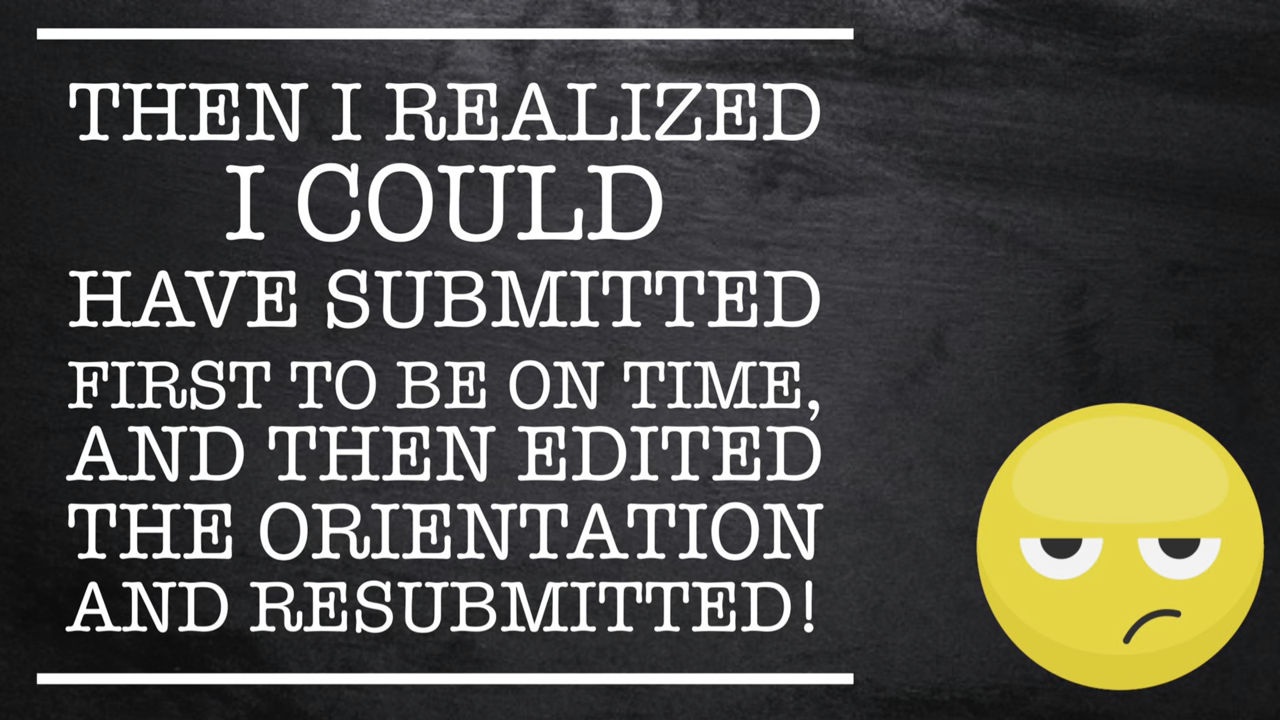 THEN I REALIZED
I COULD
HAVE SUBMITTED
FIRST TO BE ON TIME,
AND THEN EDITED
THE ORIENTATION
AND RESUBMITTED!